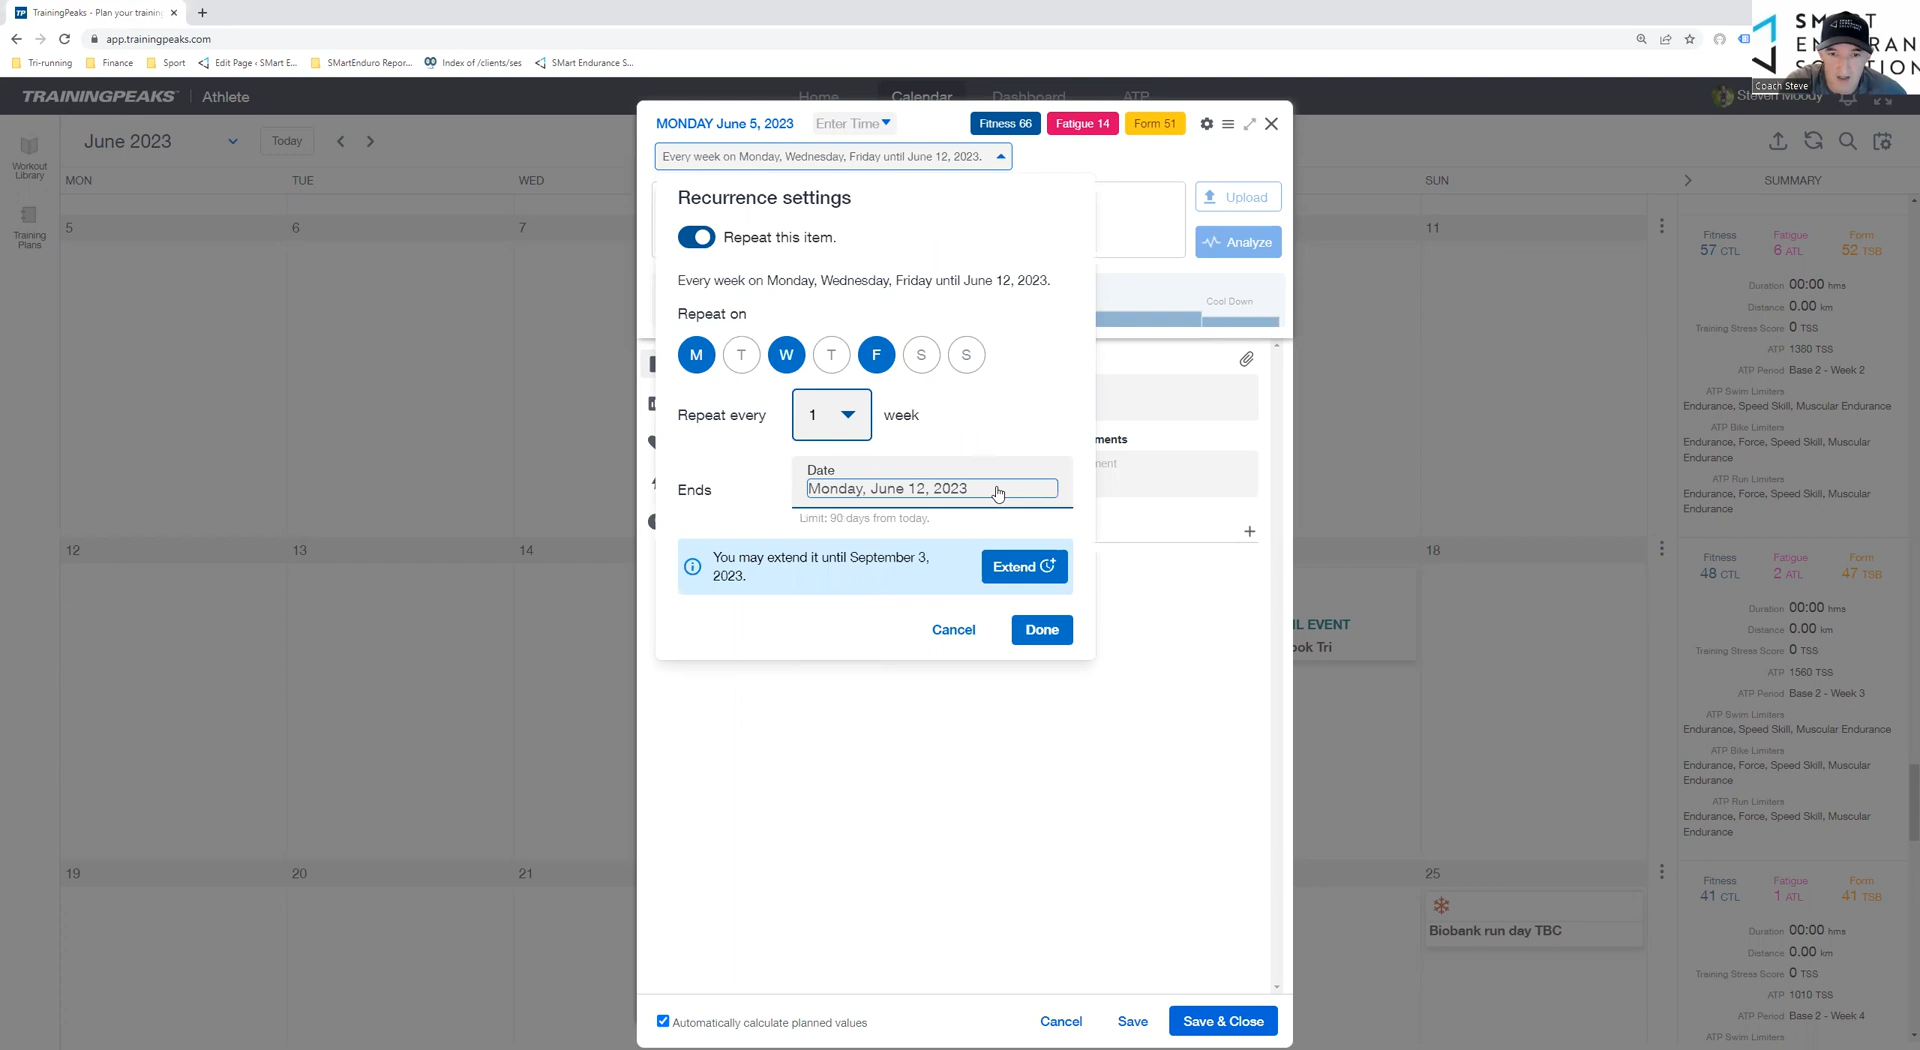 TrainingPeaks - Plan your training
app.trainingpeaks.com
Tri-running
Finance
Sport
Edit Page ‹ SMart E...
SMartEnduro Repor...
Index of /clients/ses
SMart Endurance S...
Coach Steve
TRAININGPEAKS
Athlete
Home
Calendar
Dashboard
ATP
Steven Moody
June 2023
Today
Workout
Library
Training
Plans
MON
TUE
WED
SUN
SUMMARY
5
6
7
11
12
13
14
18
19
20
21
25
MONDAY June 5, 2023
Enter Time
Fitness 66
Fatigue 14
Form 51
Every week on Monday, Wednesday, Friday until June 12, 2023.
Upload
Analyze
Cool Down
Recurrence settings
Repeat this item.
Every week on Monday, Wednesday, Friday until June 12, 2023.
Repeat on
M T W T F S S
Repeat every
1
week
Ends
Date
Monday, June 12, 2023
Limit: 90 days from today.
You may extend it until September 3,
2023.
Extend
Cancel
Done
ments
ment
IL EVENT
ook Tri
Biobank run day TBC
Automatically calculate planned values
Cancel
Save
Save & Close
Fitness Fatigue Form
57 CTL 6 ATL 52 TSB
Duration 00:00 hms
Distance 0.00 km
Training Stress Score 0 TSS
ATP 1380 TSS
ATP Period Base 2 - Week 2
ATP Swim Limiters
Endurance, Speed Skill, Muscular Endurance
ATP Bike Limiters
Endurance, Force, Speed Skill, Muscular
Endurance
ATP Run Limiters
Endurance, Force, Speed Skill, Muscular
Endurance
Fitness Fatigue Form
48 CTL 2 ATL 47 TSB
Duration 00:00 hms
Distance 0.00 km
Training Stress Score 0 TSS
ATP 1560 TSS
ATP Period Base 2 - Week 3
ATP Swim Limiters
Endurance, Speed Skill, Muscular Endurance
ATP Bike Limiters
Endurance, Force, Speed Skill, Muscular
Endurance
ATP Run Limiters
Endurance, Force, Speed Skill, Muscular
Endurance
Fitness Fatigue Form
41 CTL 1 ATL 41 TSB
Duration 00:00 hms
Distance 0.00 km
Training Stress Score 0 TSS
ATP 1010 TSS
ATP Period Base 2 - Week 4
ATP Swim Limiters